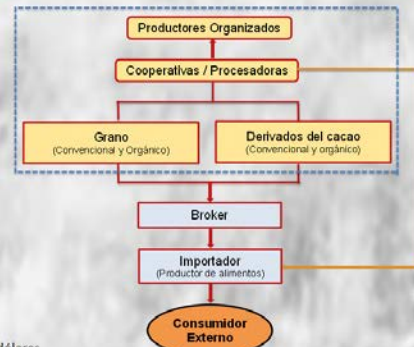 Productores Organizados
Cooperativas / Procesadoras
Grano
(Convencional y Orgánico)
Derivados del cacao
(Convencional y orgánico)
Broker
Importador
(Productor de alimentos)
Consumidor
Externo